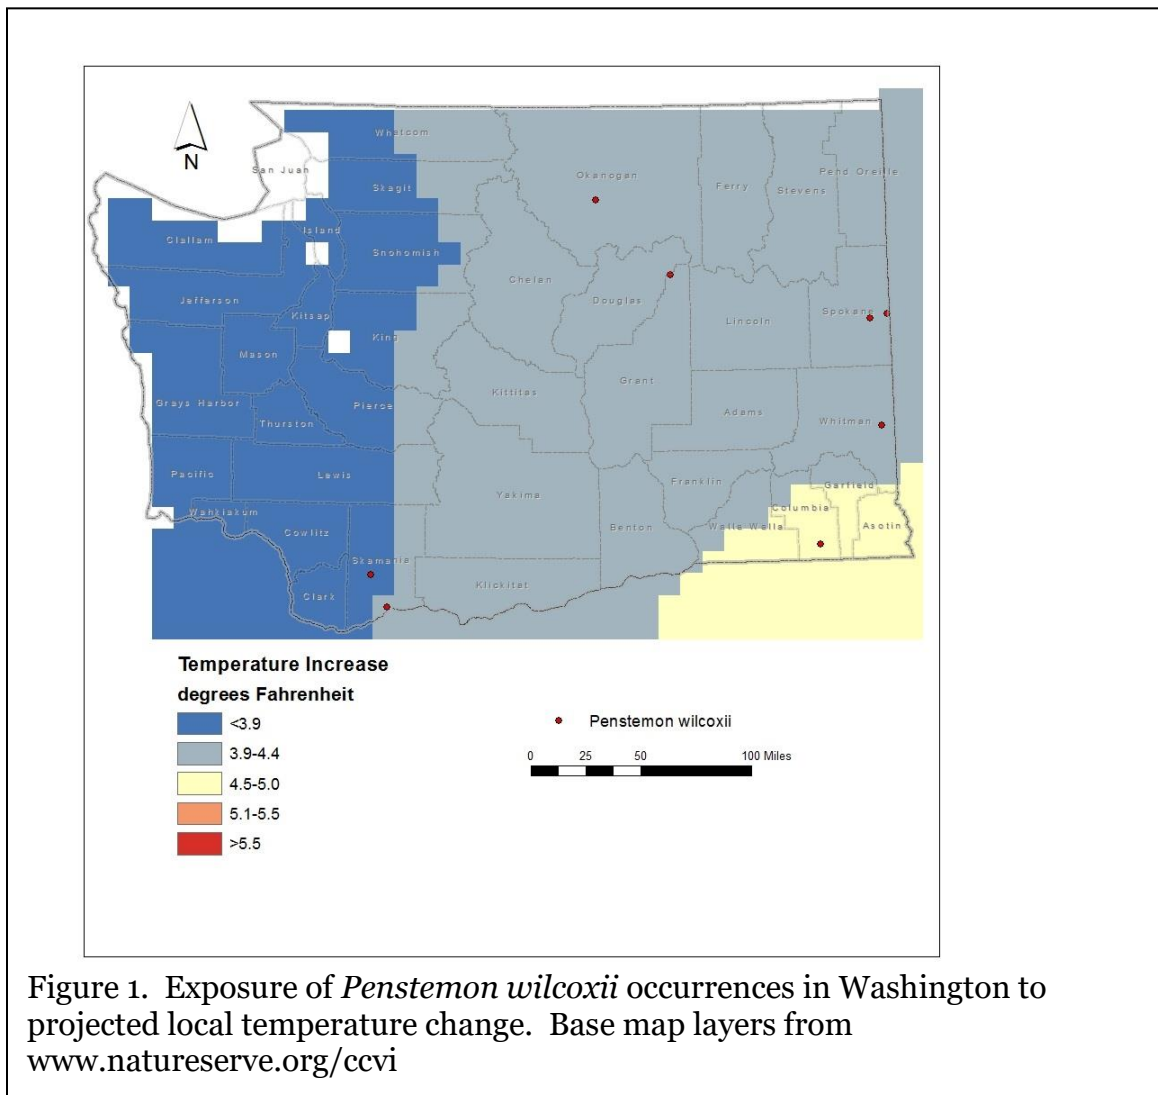 N
Whatcom
San Juan
Skagit
Okanogan
Ferry
Stevens
Pend Oreille
Clallam
Island
Snohomish
Chelan
Jefferson
Kitsap
Douglas
Lincoln
Spokane
King
Mason
Grant
Kittitas
Grays Harbor
Pierce
Adams
Whitman
Thurston
Pacific
Lewis
Yakima
Franklin
Garfield
Wahkiakum
Columbia
Cowlitz
Benton
Walla Walla
Asotin
Skamania
Klickitat
Clark
Temperature Increase
degrees Fahrenheit
<3.9
3.9-4.4
4.5-5.0
5.1-5.5
>5.5
Penstemon wilcoxii
0 25 50 100 Miles
Figure 1. Exposure of Penstemon wilcoxii occurrences in Washington to
projected local temperature change. Base map layers from
www.natureserve.org/ccvi